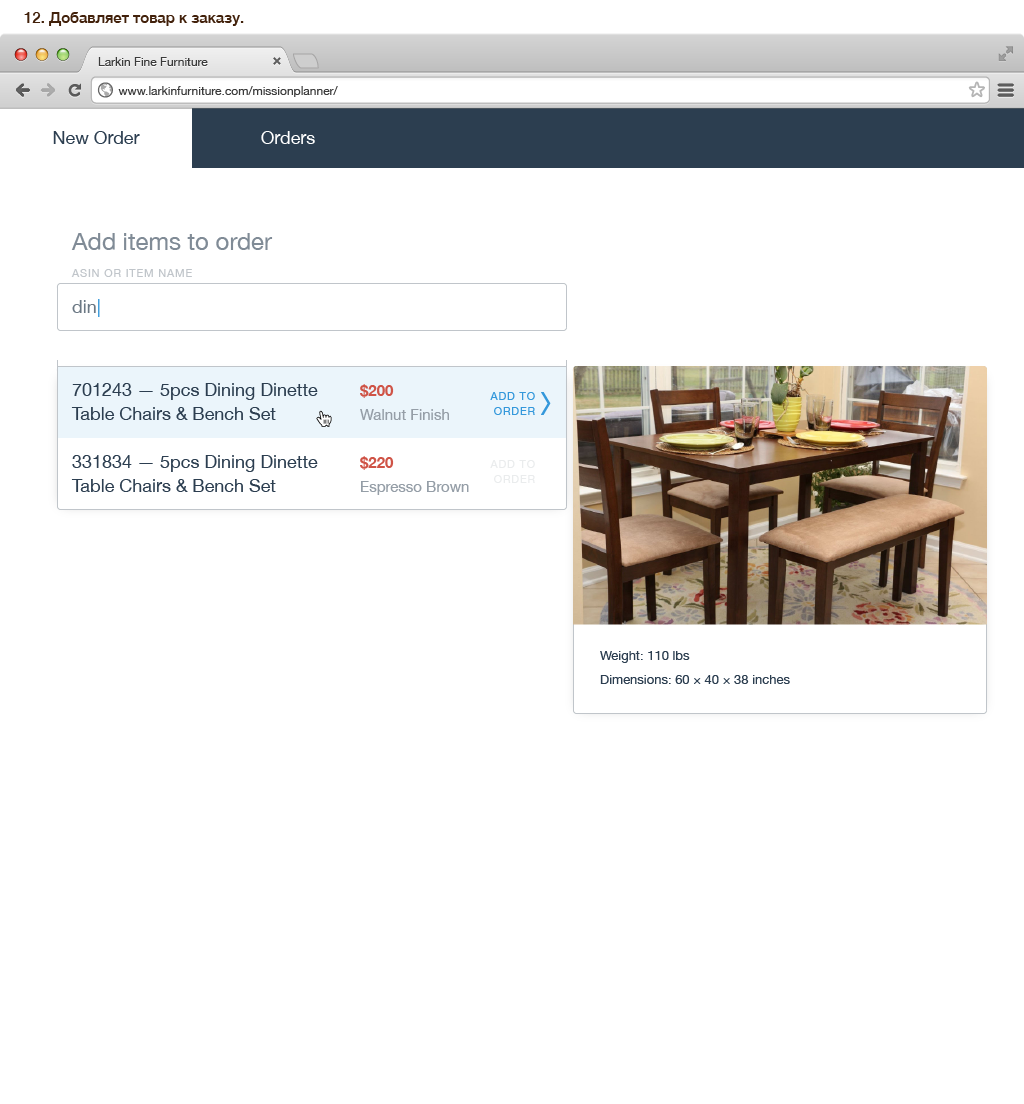 12. Добавляет товар к заказу.
Larkin Fine Furniture
www.larkinfurniture.com/missionplanner/
New Order
Orders
Add items to order
ASIN OR ITEM NAME
din
701243 — 5pcs Dining Dinette
Table Chairs & Bench Set
$200
Walnut Finish
ADD TO
ORDER
331834 — 5pcs Dining Dinette
Table Chairs & Bench Set
$220
Espresso Brown
ADD TO
ORDER
Weight: 110 lbs
Dimensions: 60 × 40 × 38 inches